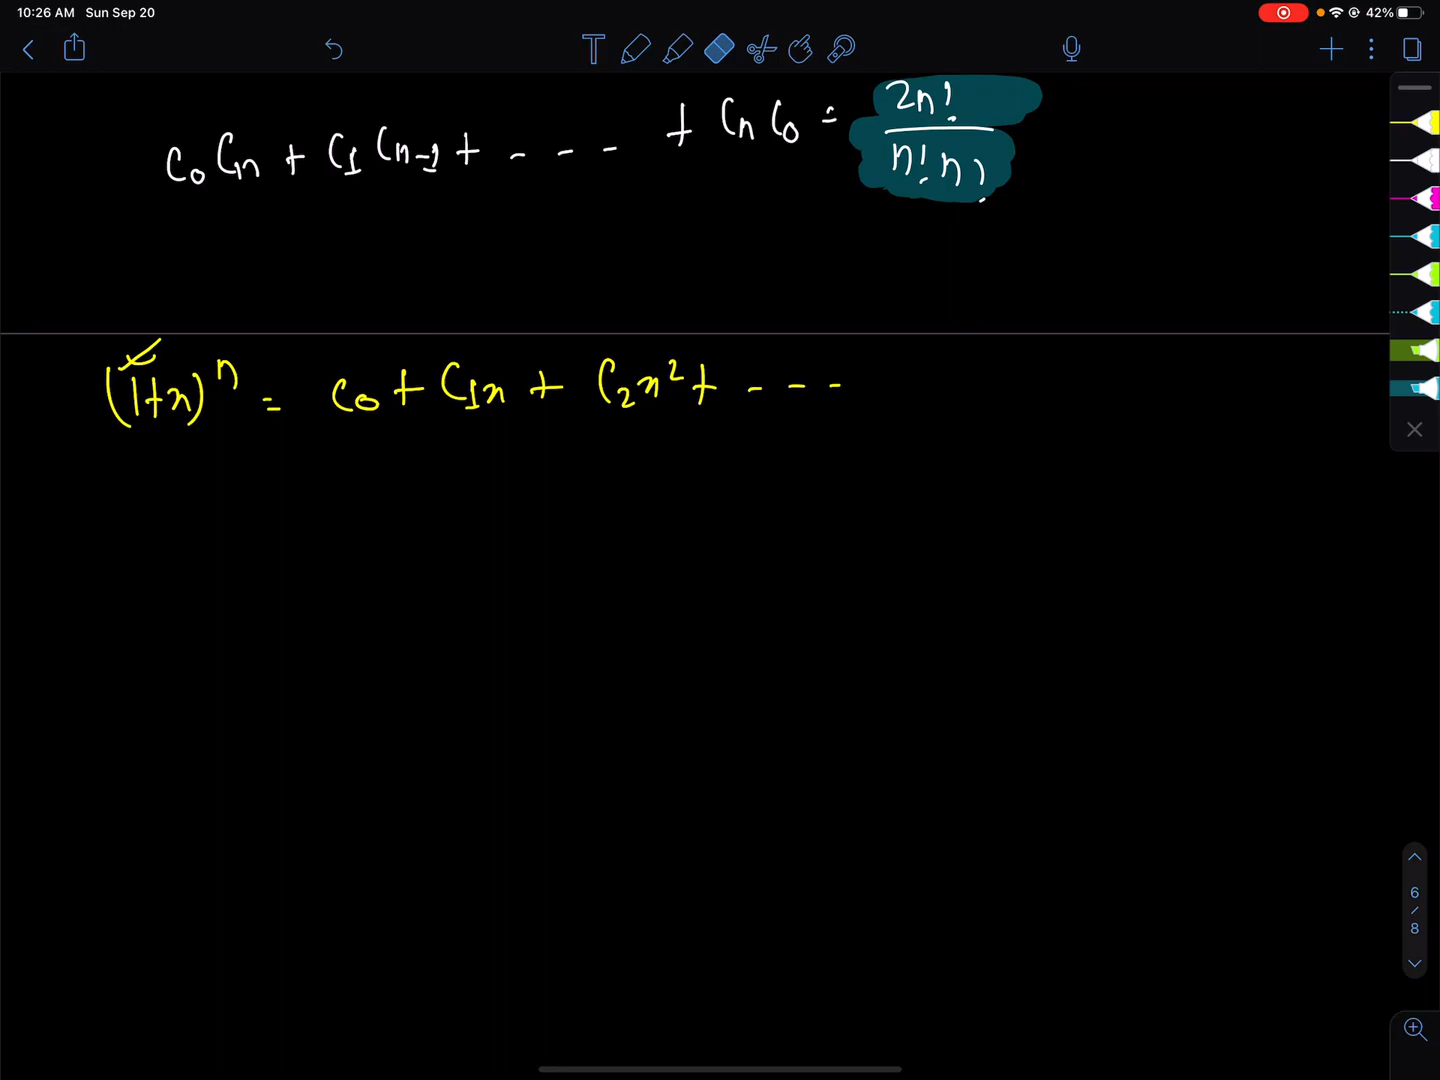 10:26 AM Sun Sep 20 42%
C₀Cₙ + C₁Cₙ₋₁ + - - - + CₙC₀ = 2n!/n!n!
(1+x)ⁿ = C₀ + C₁x + C₂x² + - - -
6
/
8